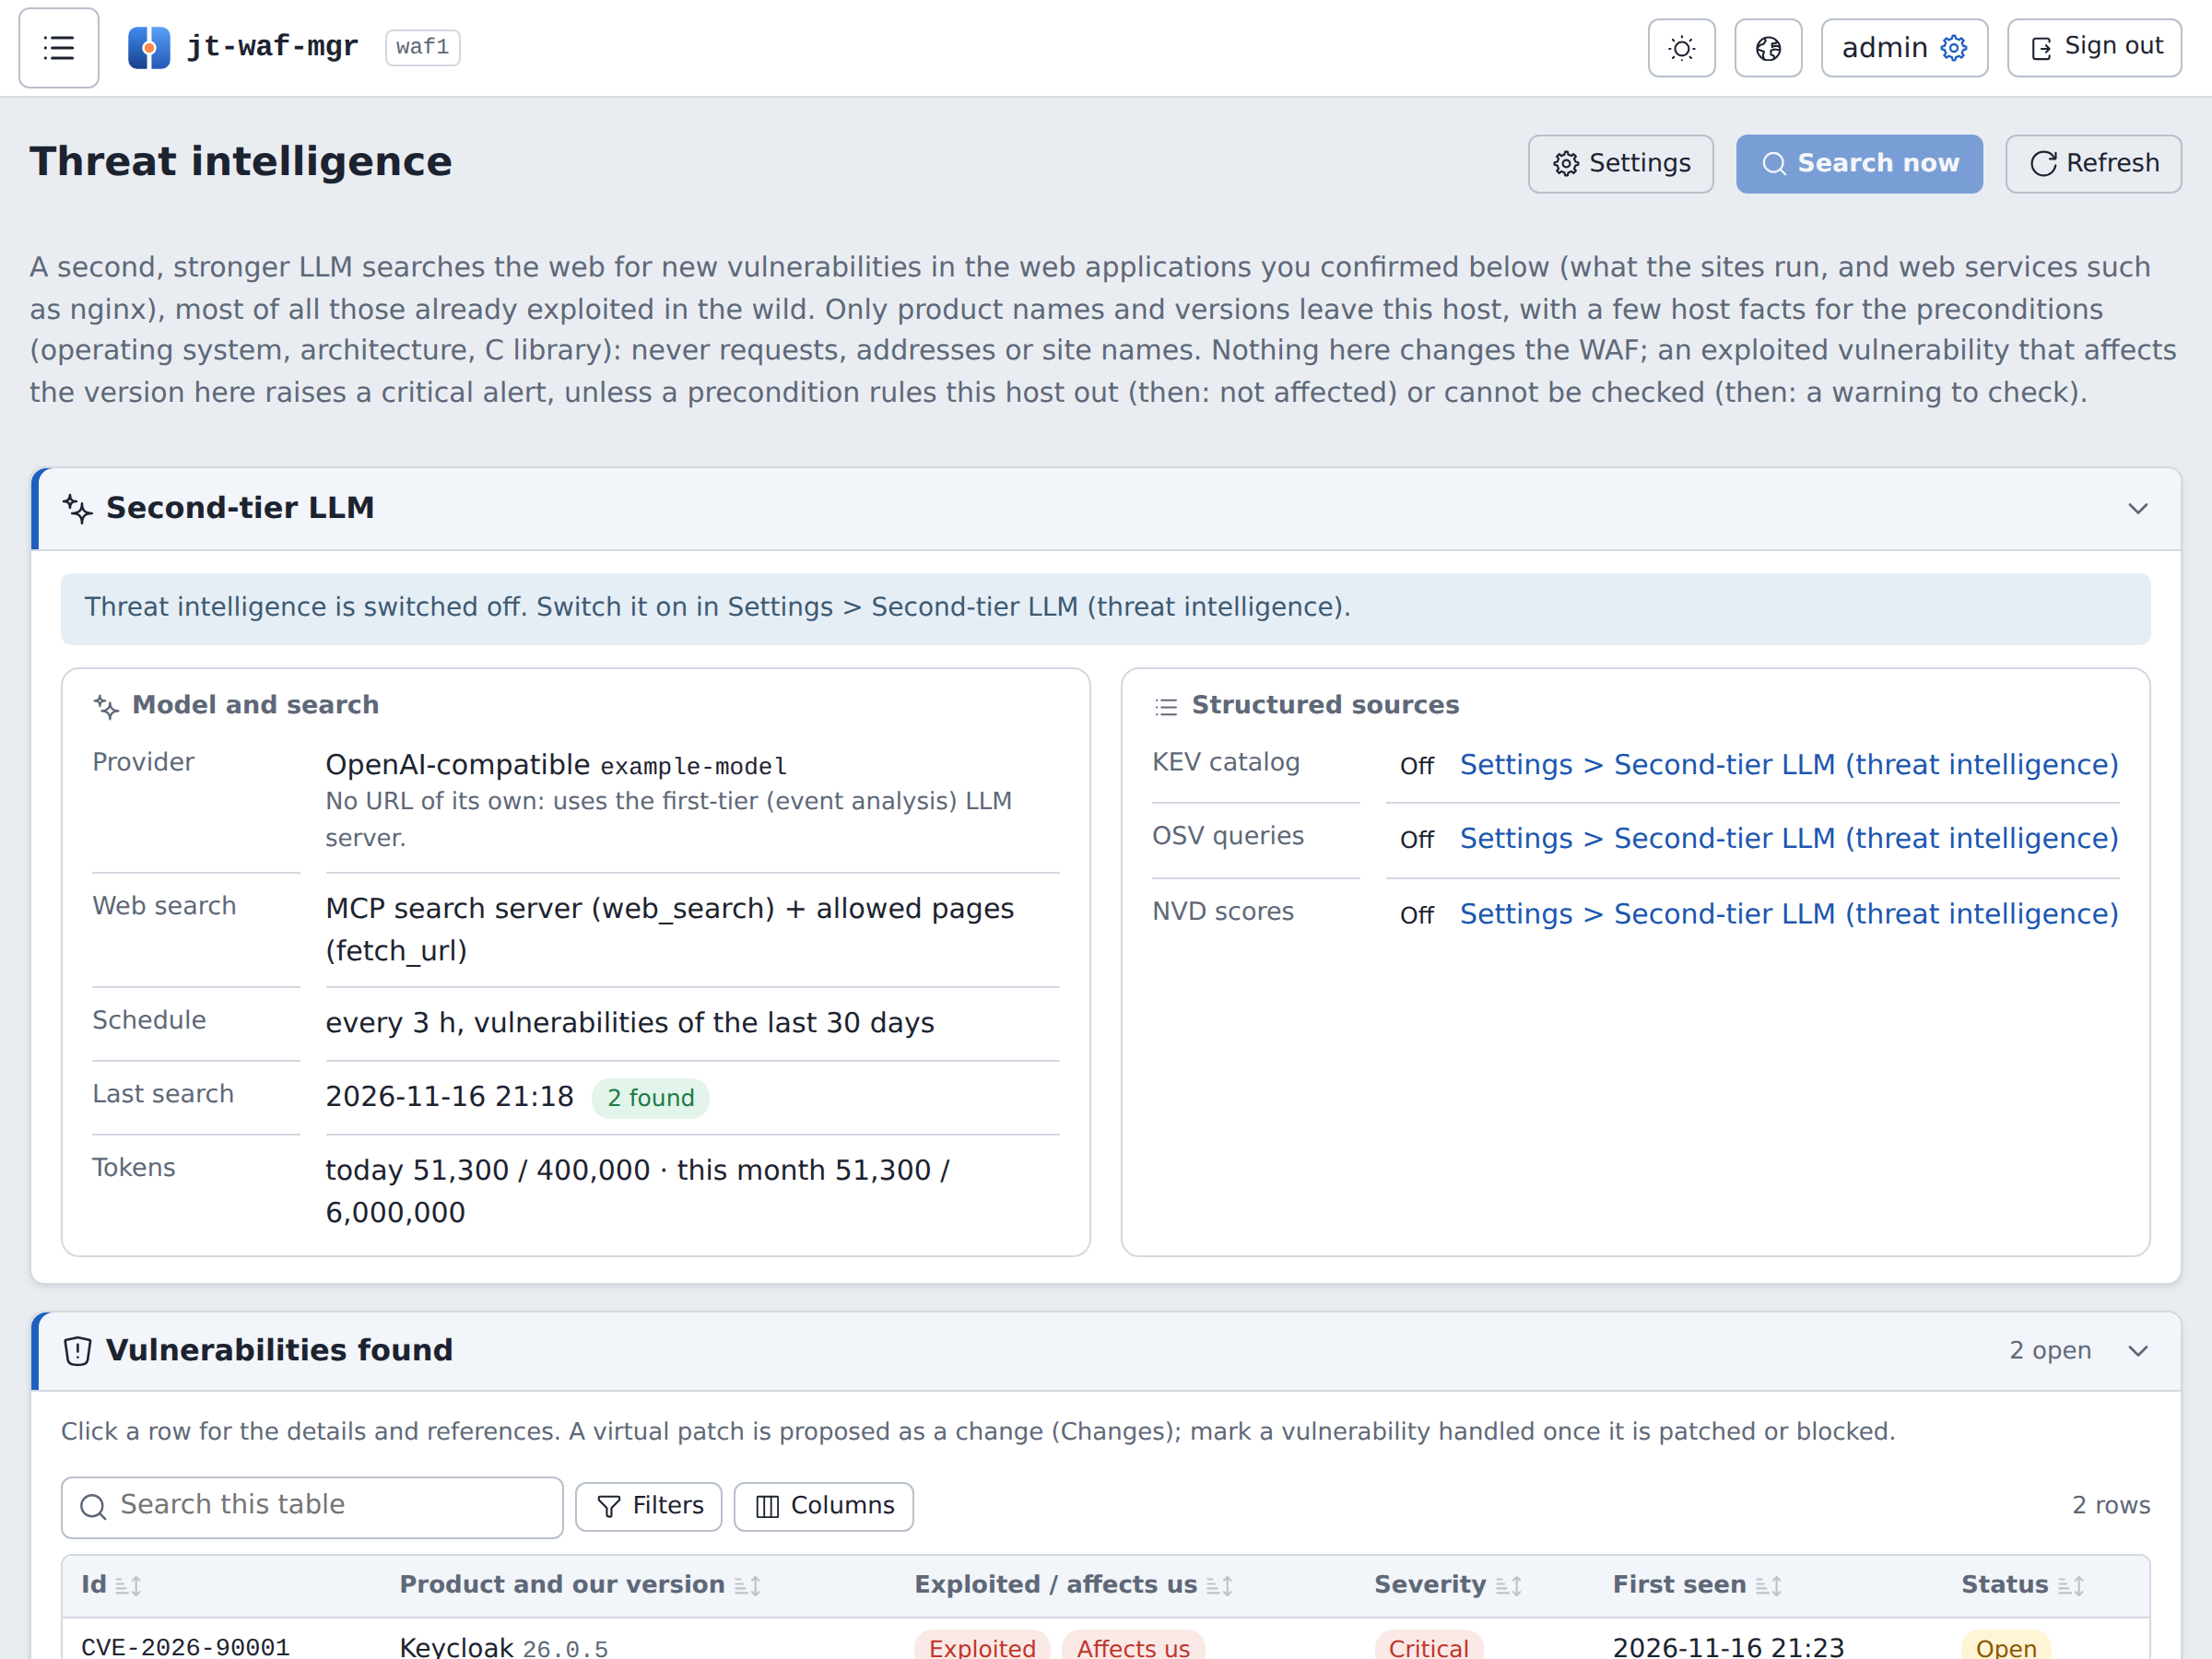 jt-waf-mgr waf1 admin Sign out
Threat intelligence Settings Search now Refresh
A second, stronger LLM searches the web for new vulnerabilities in the web applications you confirmed below (what the sites run, and web services such
as nginx), most of all those already exploited in the wild. Only product names and versions leave this host, with a few host facts for the preconditions
(operating system, architecture, C library): never requests, addresses or site names. Nothing here changes the WAF; an exploited vulnerability that affects
the version here raises a critical alert, unless a precondition rules this host out (then: not affected) or cannot be checked (then: a warning to check).
Second-tier LLM
Threat intelligence is switched off. Switch it on in Settings > Second-tier LLM (threat intelligence).
Model and search
Provider OpenAI-compatible example-model
No URL of its own: uses the first-tier (event analysis) LLM
server.
Web search MCP search server (web_search) + allowed pages
(fetch_url)
Schedule every 3 h, vulnerabilities of the last 30 days
Last search 2026-11-16 21:18 2 found
Tokens today 51,300 / 400,000 · this month 51,300 /
6,000,000
Structured sources
KEV catalog Off Settings > Second-tier LLM (threat intelligence)
OSV queries Off Settings > Second-tier LLM (threat intelligence)
NVD scores Off Settings > Second-tier LLM (threat intelligence)
Vulnerabilities found 2 open
Click a row for the details and references. A virtual patch is proposed as a change (Changes); mark a vulnerability handled once it is patched or blocked.
Search this table Filters Columns 2 rows
Id Product and our version Exploited / affects us Severity First seen Status
CVE-2026-90001 Keycloak 26.0.5 Exploited Affects us Critical 2026-11-16 21:23 Open